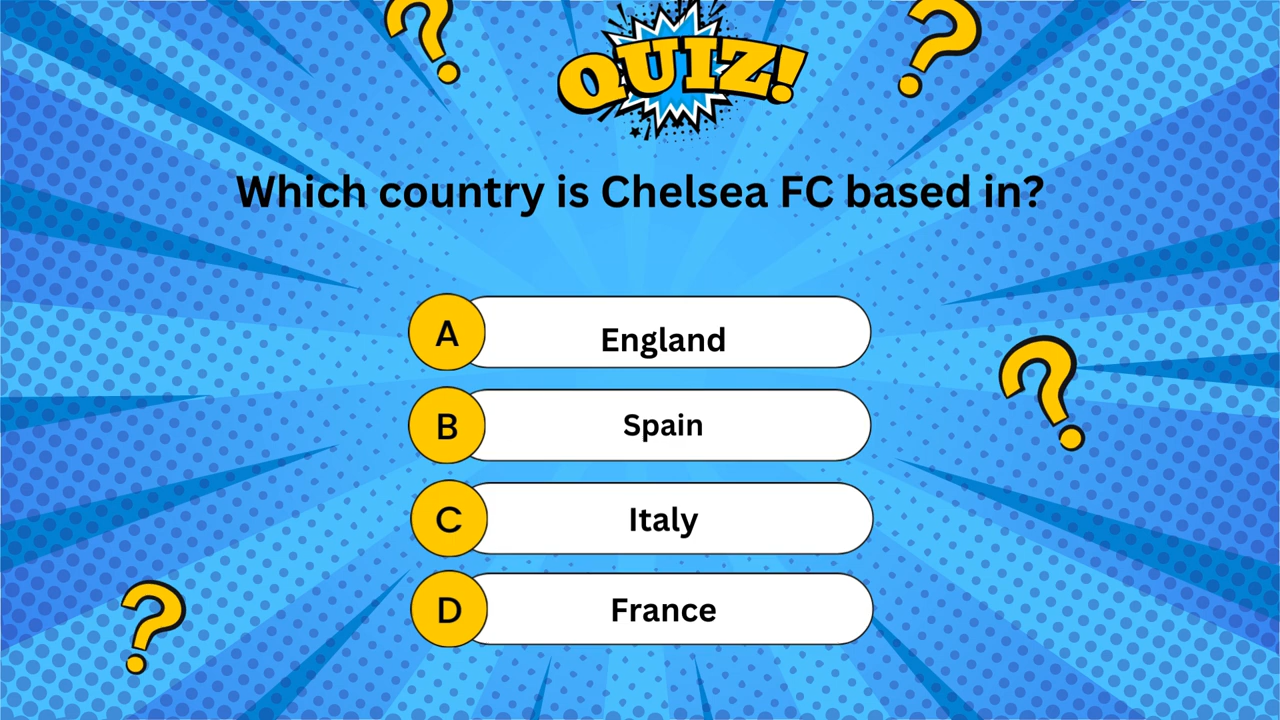 QUIZ!
Which country is Chelsea FC based in?
A England
B Spain
C Italy
D France